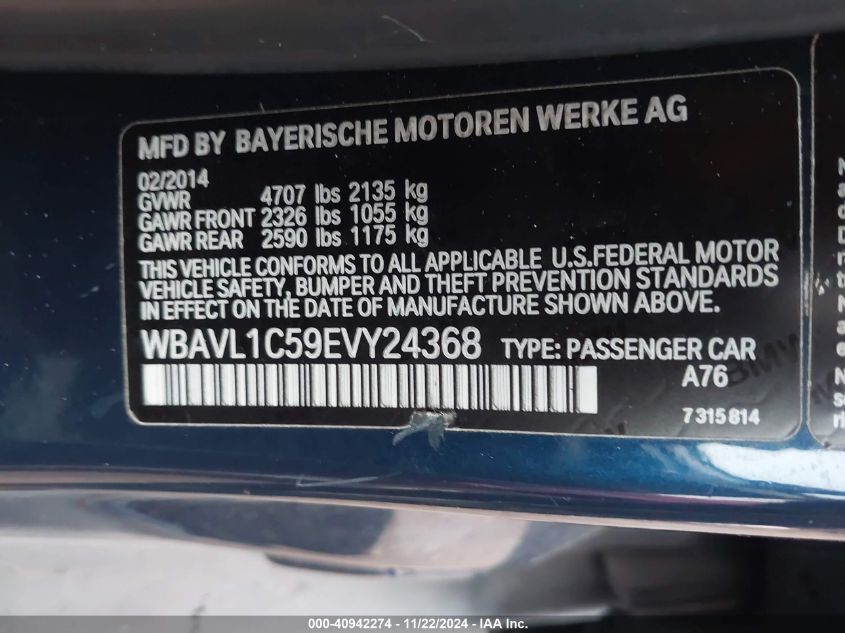 MFD BY BAYERISCHE MOTOREN WERKE AG
02/2014
GVWR 4707 lbs 2135 kg
GAWR FRONT 2326 lbs 1055 kg
GAWR REAR 2590 lbs 1175 kg
THIS VEHICLE CONFORMS TO ALL APPLICABLE U.S.FEDERAL MOTOR
VEHICLE SAFETY, BUMPER AND THEFT PREVENTION STANDARDS
IN EFFECT ON THE DATE OF MANUFACTURE SHOWN ABOVE.
WBAVL1C59EVY24368 TYPE: PASSENGER CAR
A76
7315814
000-40942274 - 11/22/2024 - IAA Inc.